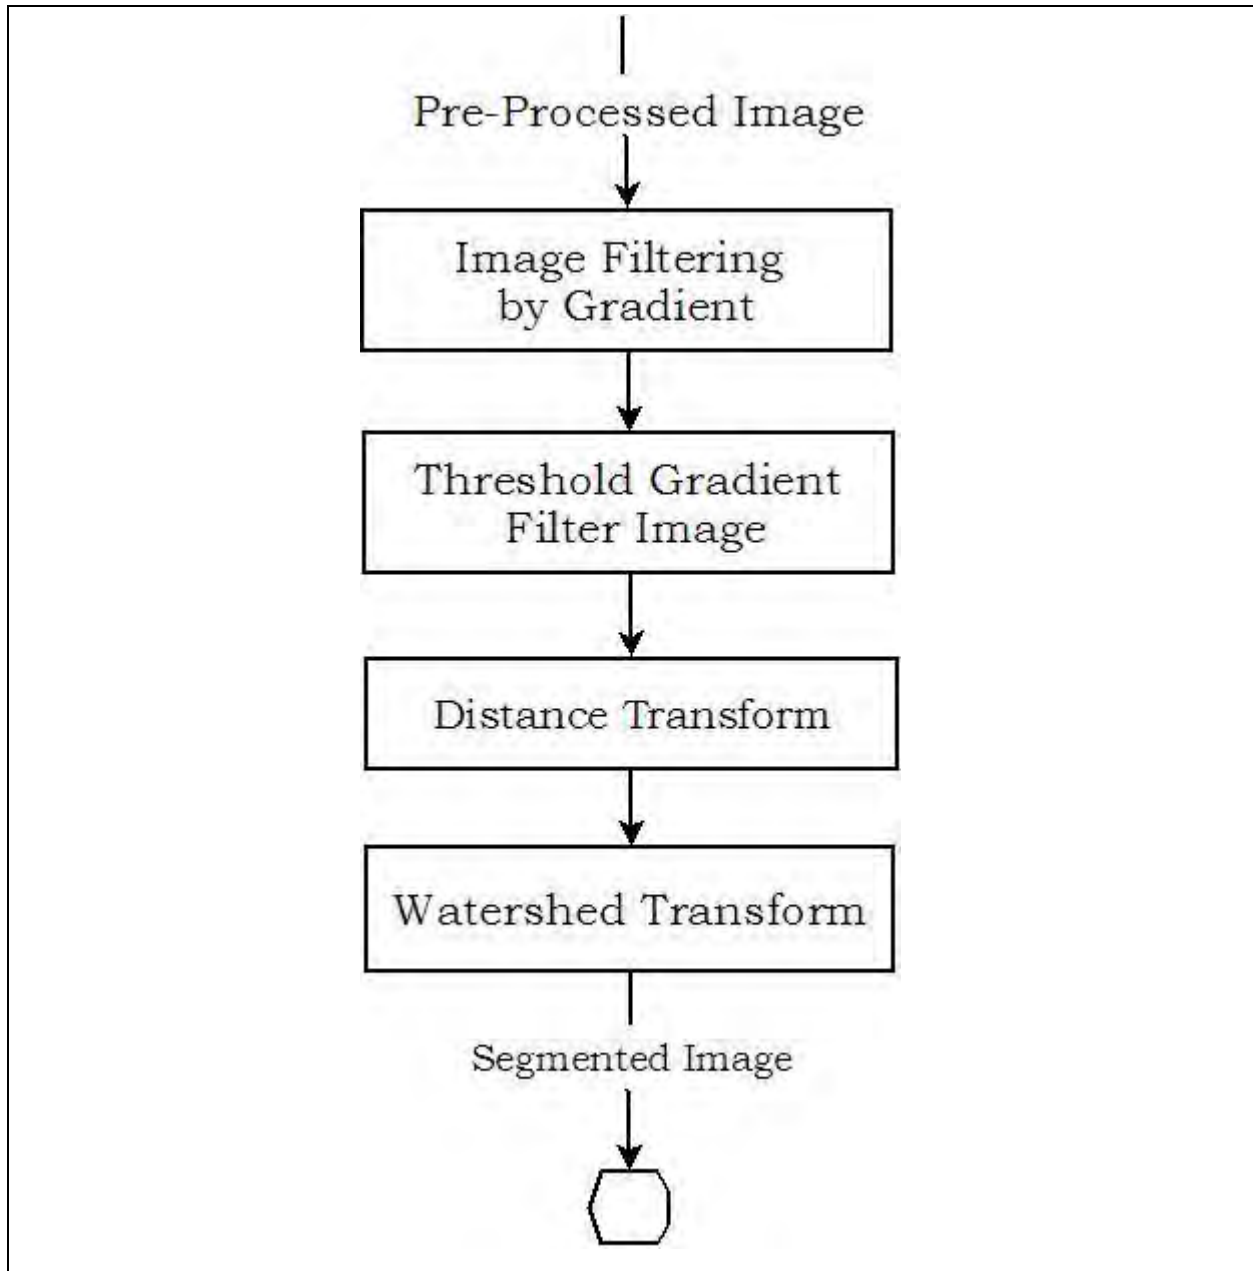 Pre-Processed Image
Image Filtering
by Gradient
Threshold Gradient
Filter Image
Distance Transform
Watershed Transform
Segmented Image